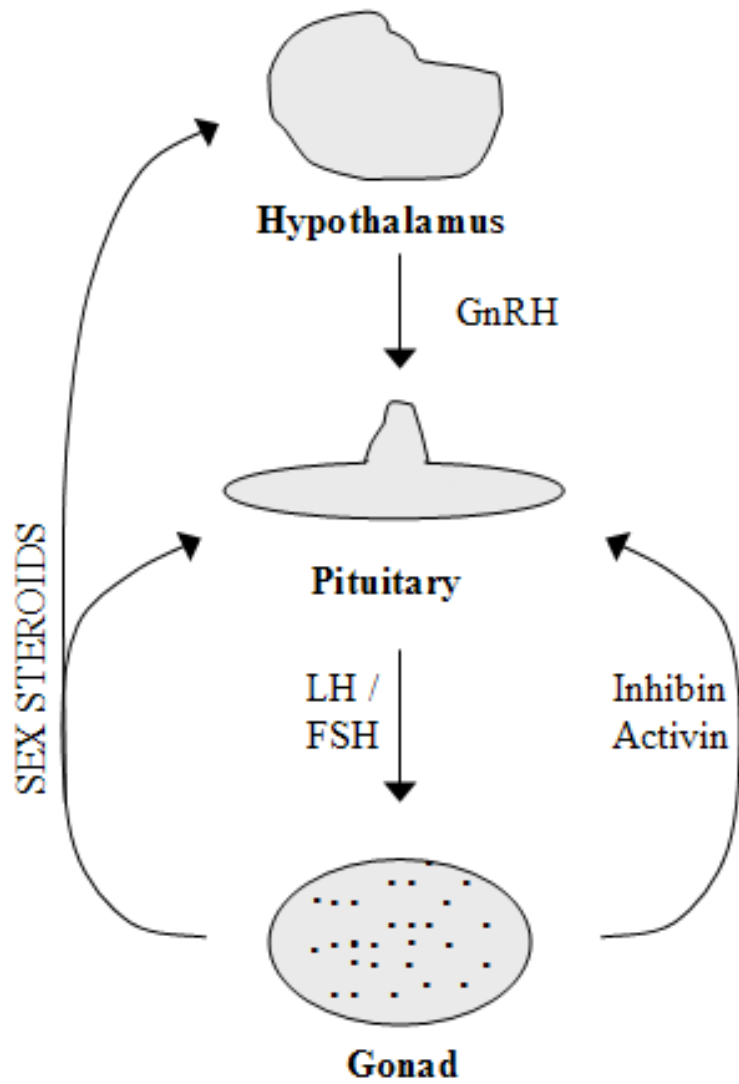 Hypothalamus
GnRH
SEX STEROIDS
Pituitary
LH /
FSH
Inhibin
Activin
Gonad